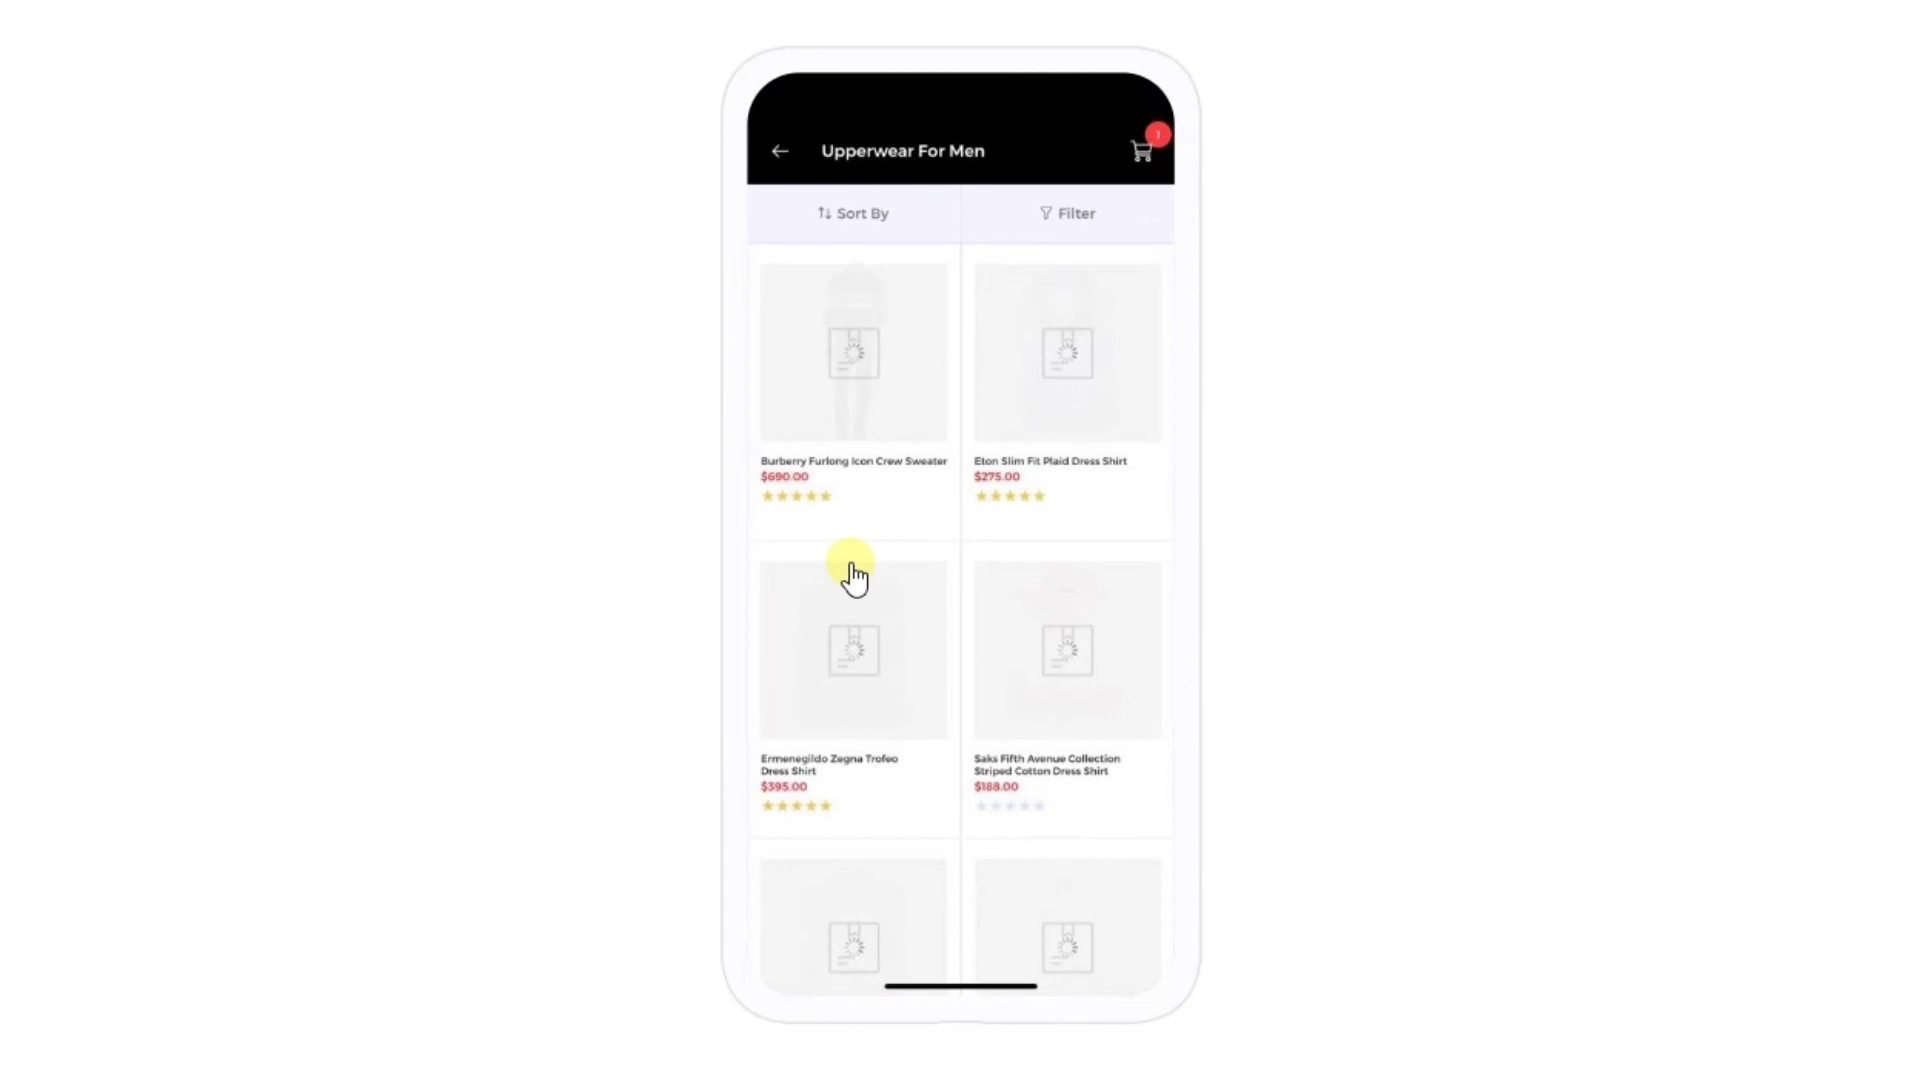 Upperwear For Men
1
Sort By
Filter
Burberry Furlong Icon Crew Sweater
$690.00
Eton Slim Fit Plaid Dress Shirt
$275.00
Ermenegildo Zegna Trofeo
Dress Shirt
$395.00
Saks Fifth Avenue Collection
Striped Cotton Dress Shirt
$188.00